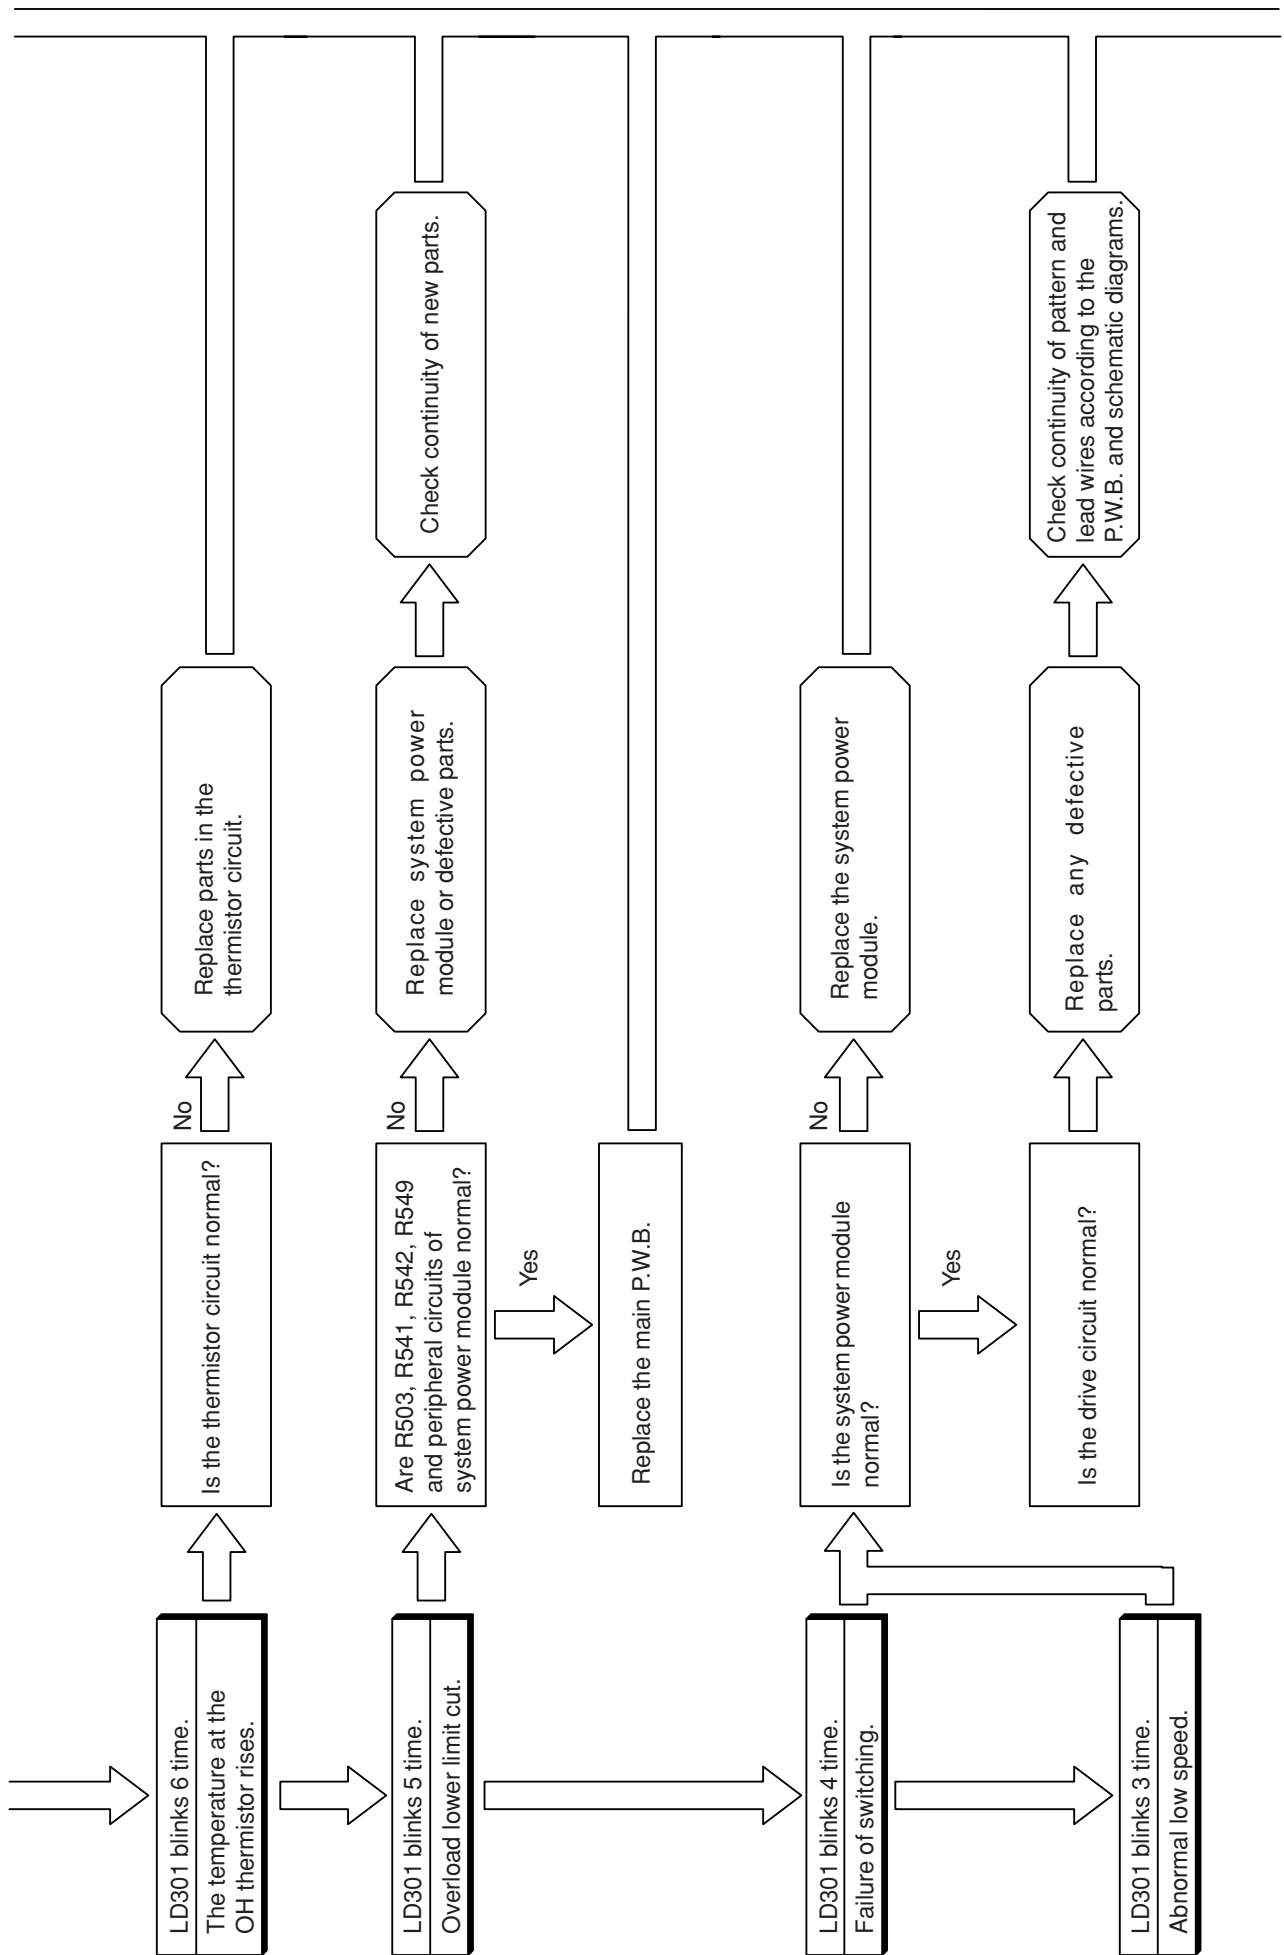 LD301 blinks 6 time.
The temperature at the
OH thermistor rises.
Is the thermistor circuit normal?
No
Replace parts in the
thermistor circuit.
LD301 blinks 5 time.
Overload lower limit cut.
Are R503, R541, R542, R549
and peripheral circuits of
system power module normal?
No
Replace system power
module or defective parts.
Check continuity of new parts.
Yes
Replace the main P.W.B.
LD301 blinks 4 time.
Failure of switching.
Is the system power module
normal?
No
Replace the system power
module.
Yes
LD301 blinks 3 time.
Abnormal low speed.
Is the drive circuit normal?
Replace any defective
parts.
Check continuity of pattern and
lead wires according to the
P.W.B. and schematic diagrams.